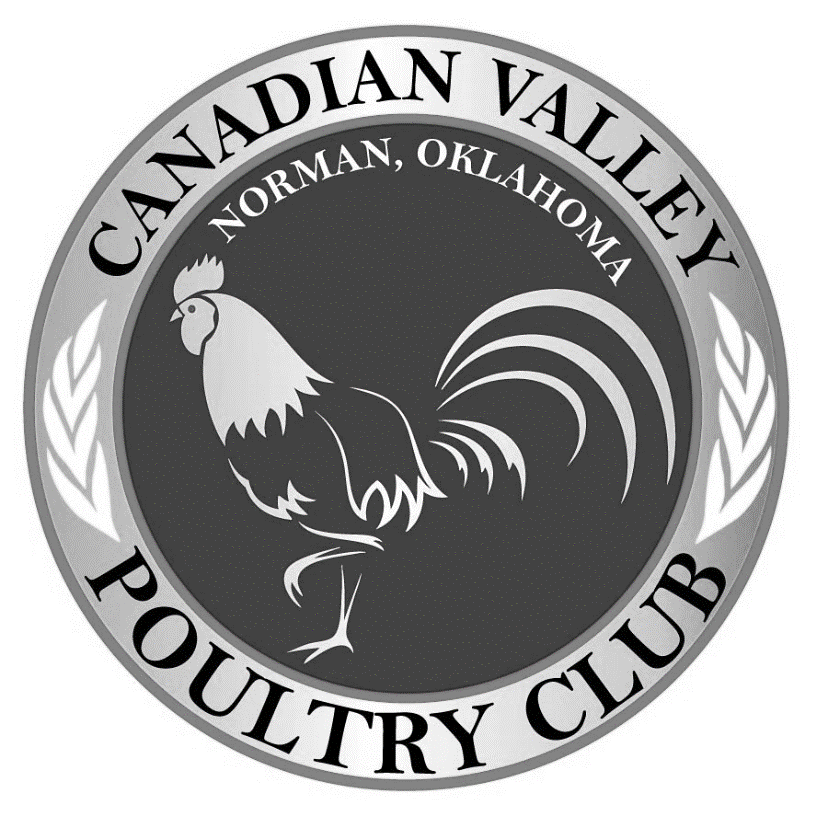 CANADIAN VALLEY
NORMAN, OKLAHOMA
POULTRY CLUB